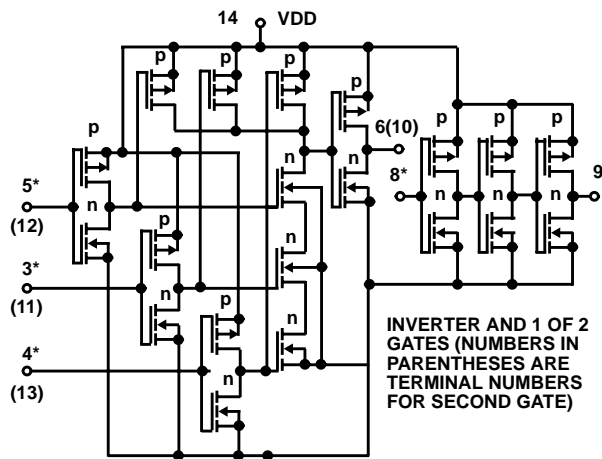 14 VDD
p p p
p
6(10)
p p p p
5* n n
8* 9
(12) n n n n
p
3* n
(11) n p
4* n
(13) n
INVERTER AND 1 OF 2
GATES (NUMBERS IN
PARENTHESES ARE
TERMINAL NUMBERS
FOR SECOND GATE)